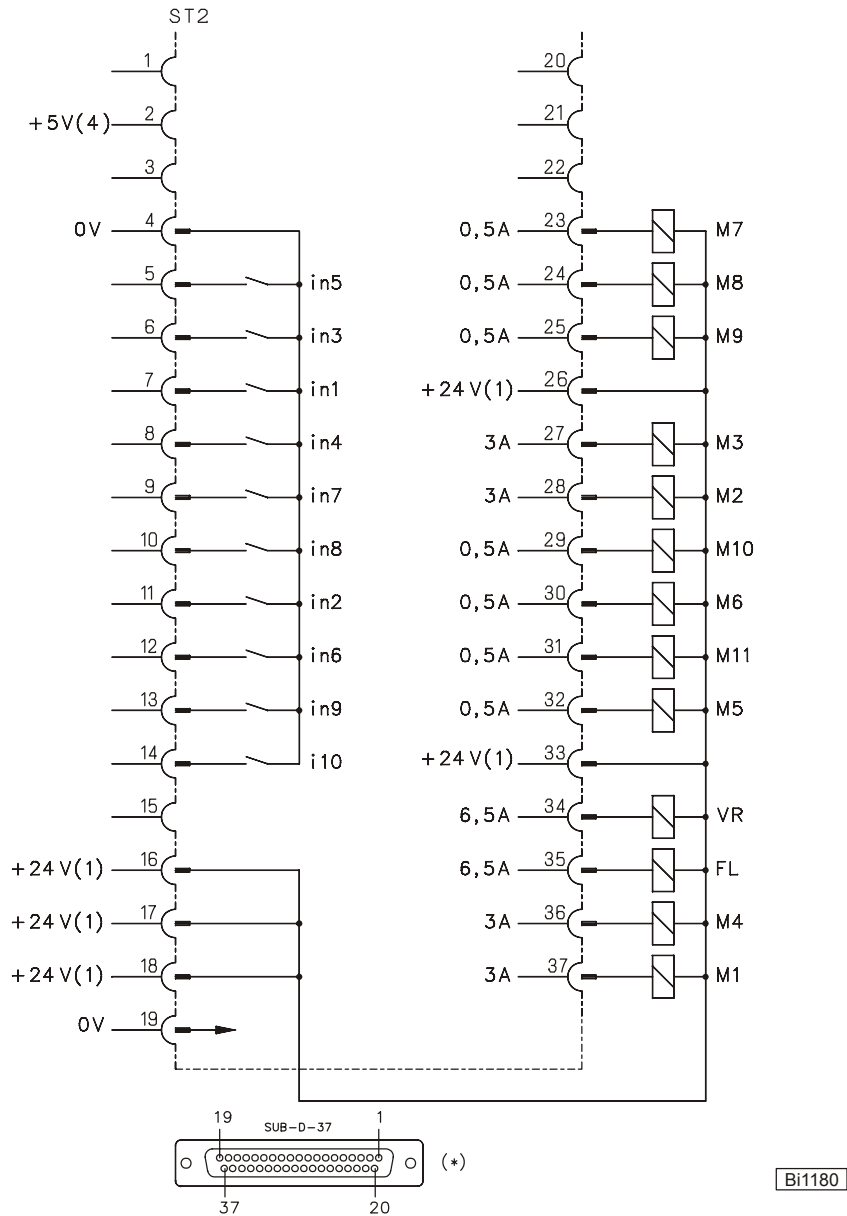 ST2
1
+5V(4) 2
3
0V 4
5 in5
6 in3
7 in1
8 in4
9 in7
10 in8
11 in2
12 in6
13 in9
14 i10
15
+24V(1) 16
+24V(1) 17
+24V(1) 18
0V 19
20
21
22
0,5A 23 M7
0,5A 24 M8
0,5A 25 M9
+24V(1) 26
3A 27 M3
3A 28 M2
0,5A 29 M10
0,5A 30 M6
0,5A 31 M11
0,5A 32 M5
+24V(1) 33
6,5A 34 VR
6,5A 35 FL
3A 36 M4
3A 37 M1
19 SUB-D-37 1
(*)
37 20
Bi1180